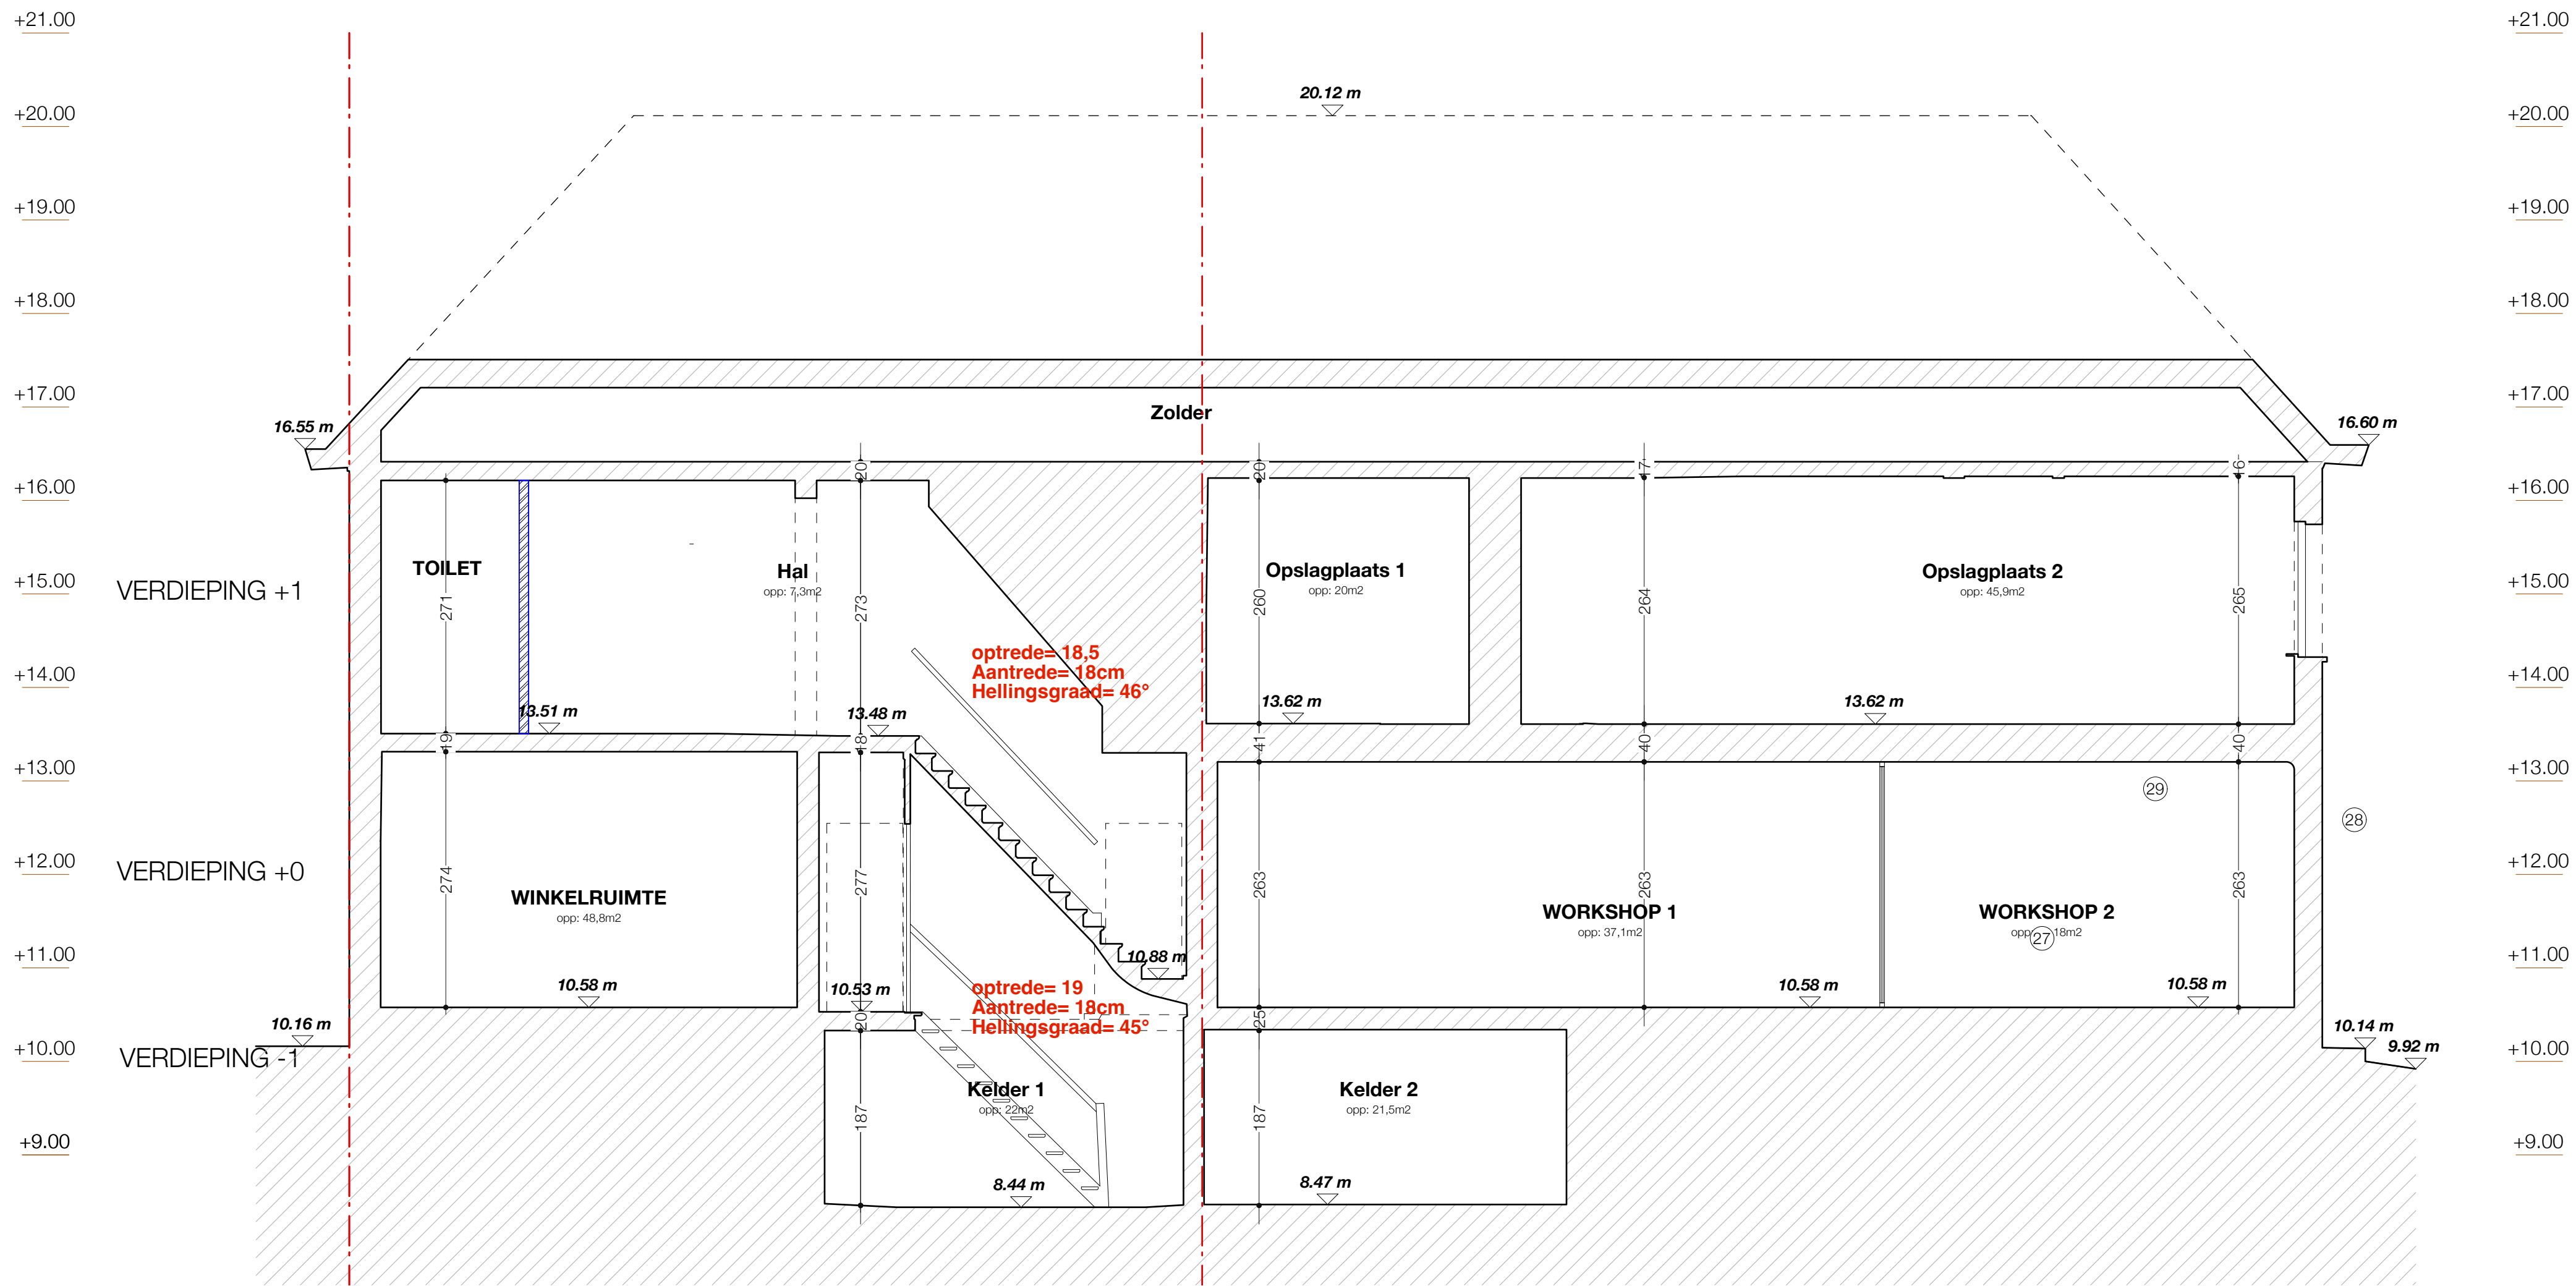 +21.00 +21.00
20.12 m
+20.00 +20.00
+19.00 +19.00
+18.00 +18.00
+17.00 +17.00
Zolder
16.55 m 16.60 m
20 20 17 16
+16.00 +16.00
TOILET Hal Opslagplaats 1 Opslagplaats 2
opp: 7,3m2 opp: 20m2 opp: 45,9m2
+15.00 +15.00
VERDIEPING +1
271 273 260 264 265
optrede= 18,5
Aantrede= 18cm
Hellingsgraad= 46°
+14.00 +14.00
13.51 m 13.48 m 13.62 m 13.62 m
19 18 41 40 40
+13.00 +13.00
29
28
+12.00 +12.00
VERDIEPING +0
274 277 263 263 263
WINKELRUIMTE WORKSHOP 1 WORKSHOP 2
opp: 48,8m2 opp: 37,1m2 opp: 18m2
27
+11.00 +11.00
10.88 m
10.58 m 10.53 m 10.58 m 10.58 m
optrede= 19
Aantrede= 18cm
Hellingsgraad= 45°
20 25
10.16 m 10.14 m
+10.00 9.92 m +10.00
VERDIEPING -1
Kelder 1 Kelder 2
opp: 22m2 opp: 21,5m2
187 187
+9.00 +9.00
8.44 m 8.47 m